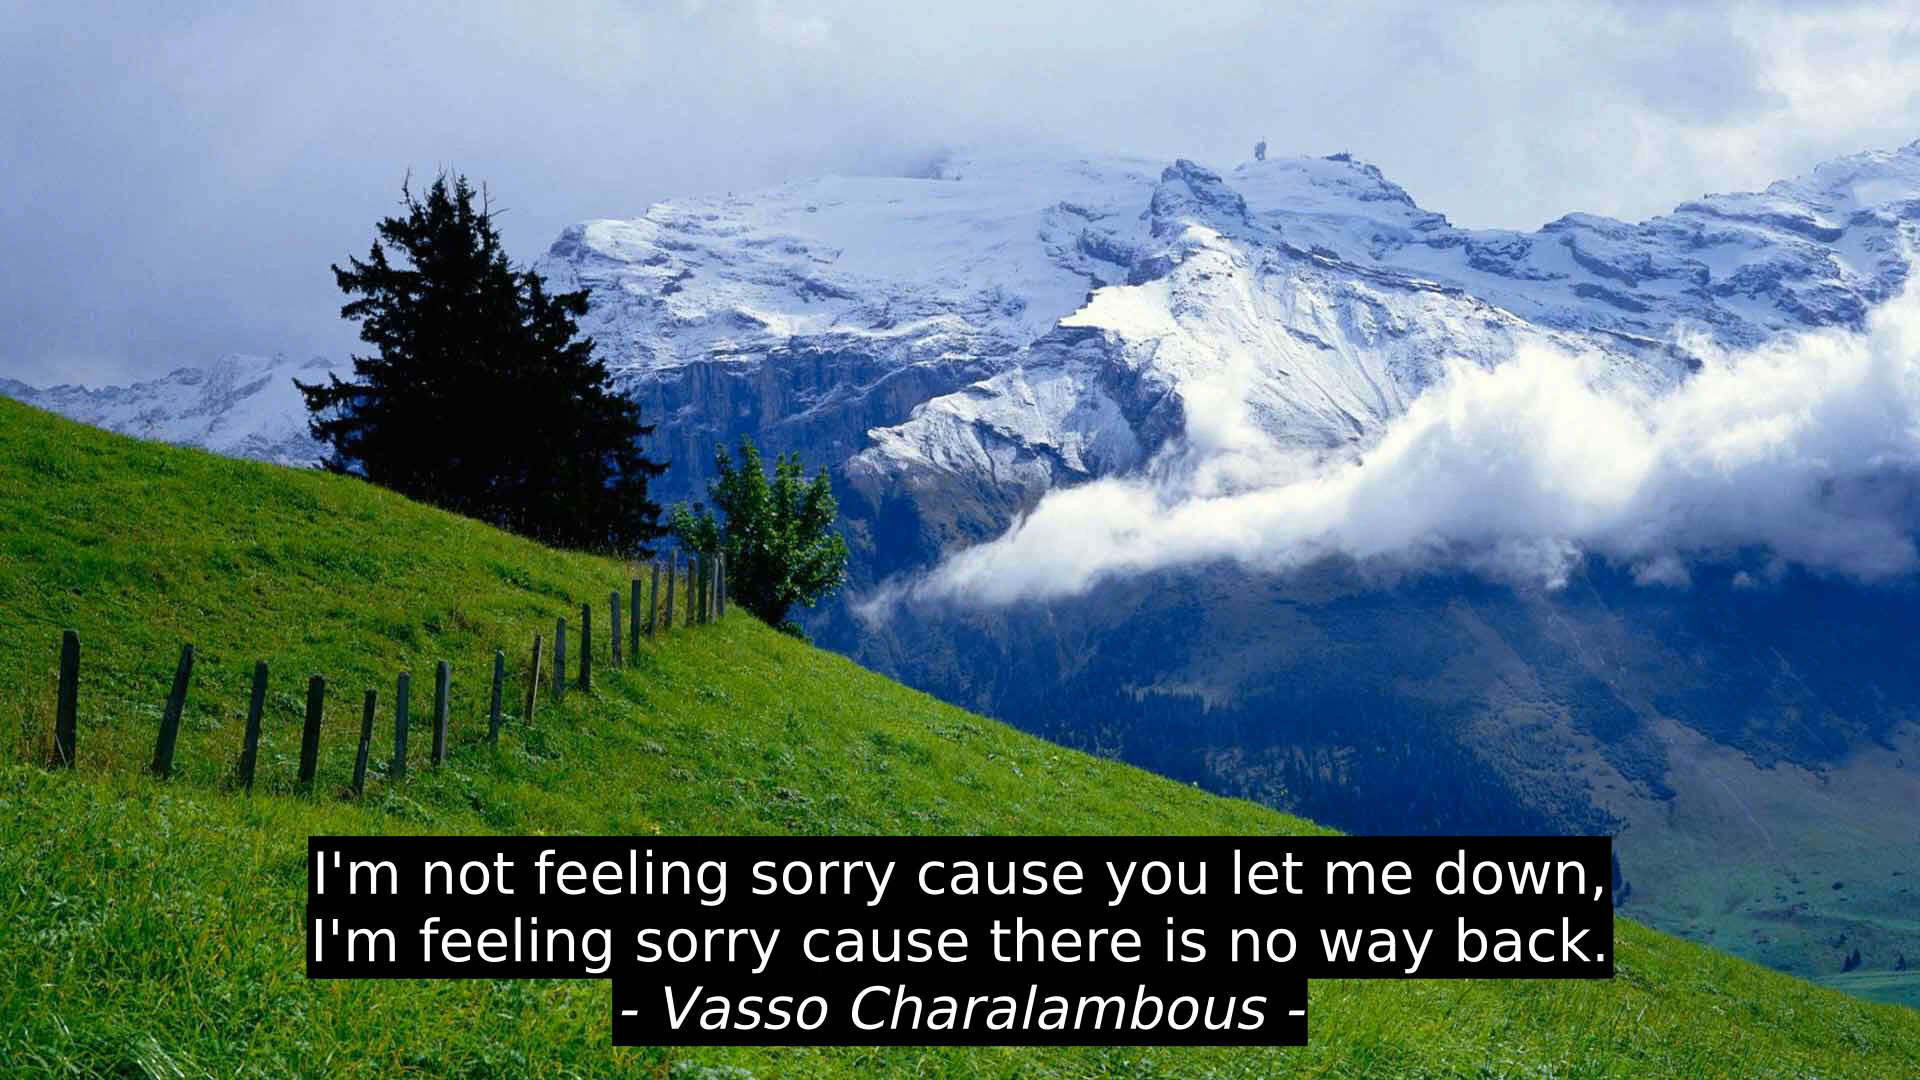 I'm not feeling sorry cause you let me down,
I'm feeling sorry cause there is no way back.
- Vasso Charalambous -